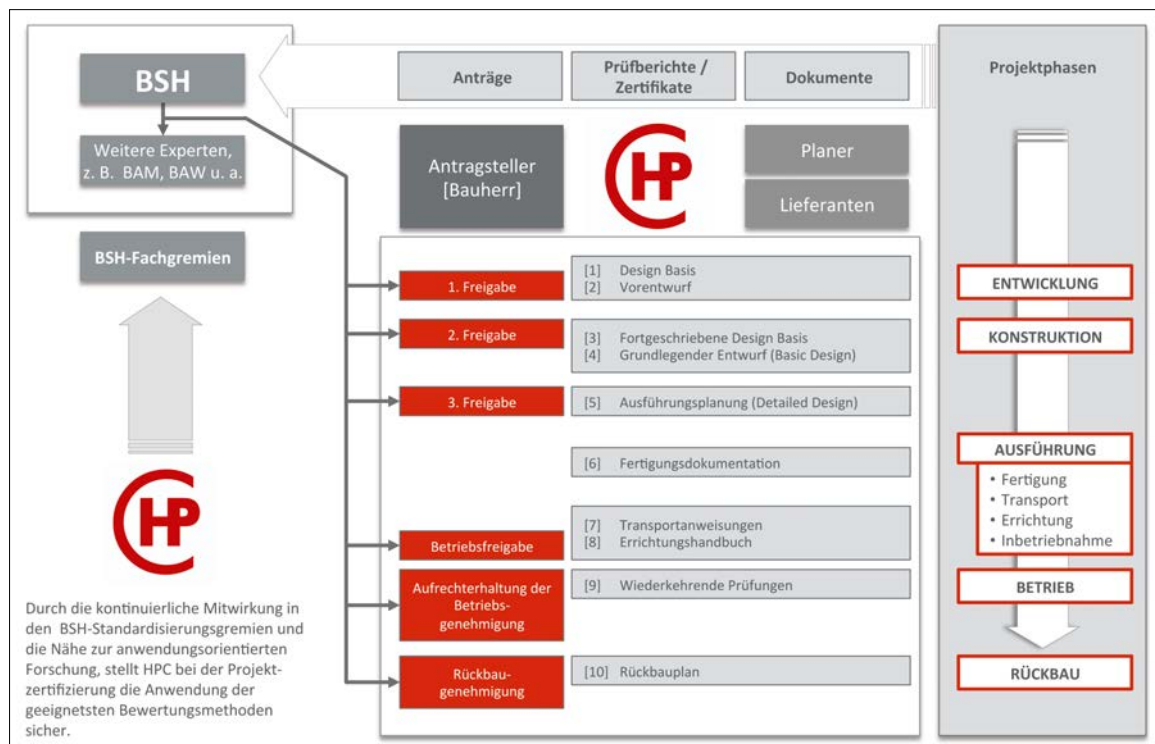 BSH
Weitere Experten,
z. B. BAM, BAW u. a.
BSH-Fachgremien
HP
Durch die kontinuierliche Mitwirkung in
den BSH-Standardisierungsgremien und
die Nähe zur anwendungsorientierten
Forschung, stellt HPC bei der Projekt-
zertifizierung die Anwendung der
geeignetsten Bewertungsmethoden
sicher.
Anträge
Prüfberichte /
Zertifikate
Dokumente
Antragsteller
[Bauherr]
HP
Planer
Lieferanten
1. Freigabe
[1] Design Basis
[2] Vorentwurf
2. Freigabe
[3] Fortgeschriebene Design Basis
[4] Grundlegender Entwurf (Basic Design)
3. Freigabe
[5] Ausführungsplanung (Detailed Design)
[6] Fertigungsdokumentation
Betriebsfreigabe
[7] Transportanweisungen
[8] Errichtungshandbuch
Aufrechterhaltung der
Betriebs-
genehmigung
[9] Wiederkehrende Prüfungen
Rückbau-
genehmigung
[10] Rückbauplan
Projektphasen
ENTWICKLUNG
KONSTRUKTION
AUSFÜHRUNG
• Fertigung
• Transport
• Errichtung
• Inbetriebnahme
BETRIEB
RÜCKBAU